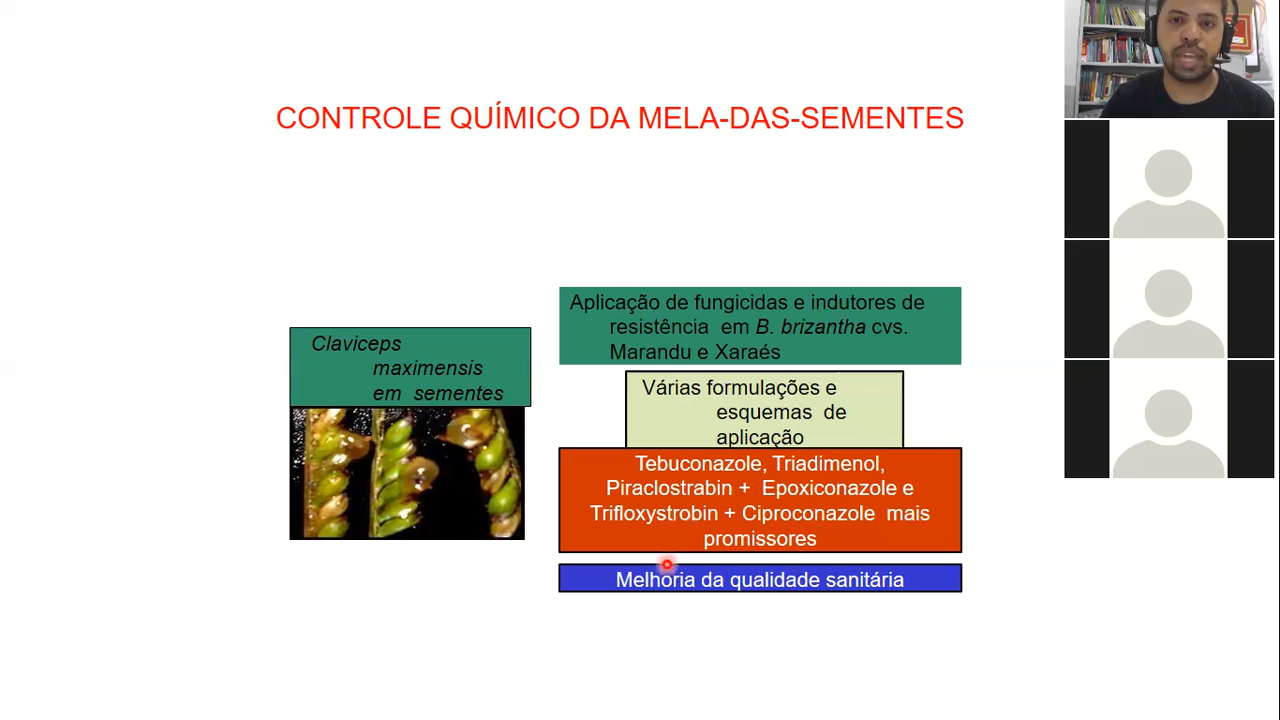 CONTROLE QUÍMICO DA MELA-DAS-SEMENTES
Claviceps
maximensis
em sementes
Aplicação de fungicidas e indutores de
resistência em B. brizantha cvs.
Marandu e Xaraés
Várias formulações e
esquemas de
aplicação
Tebuconazole, Triadimenol,
Piraclostrabin + Epoxiconazole e
Trifloxystrobin + Ciproconazole mais
promissores
Melhoria da qualidade sanitária